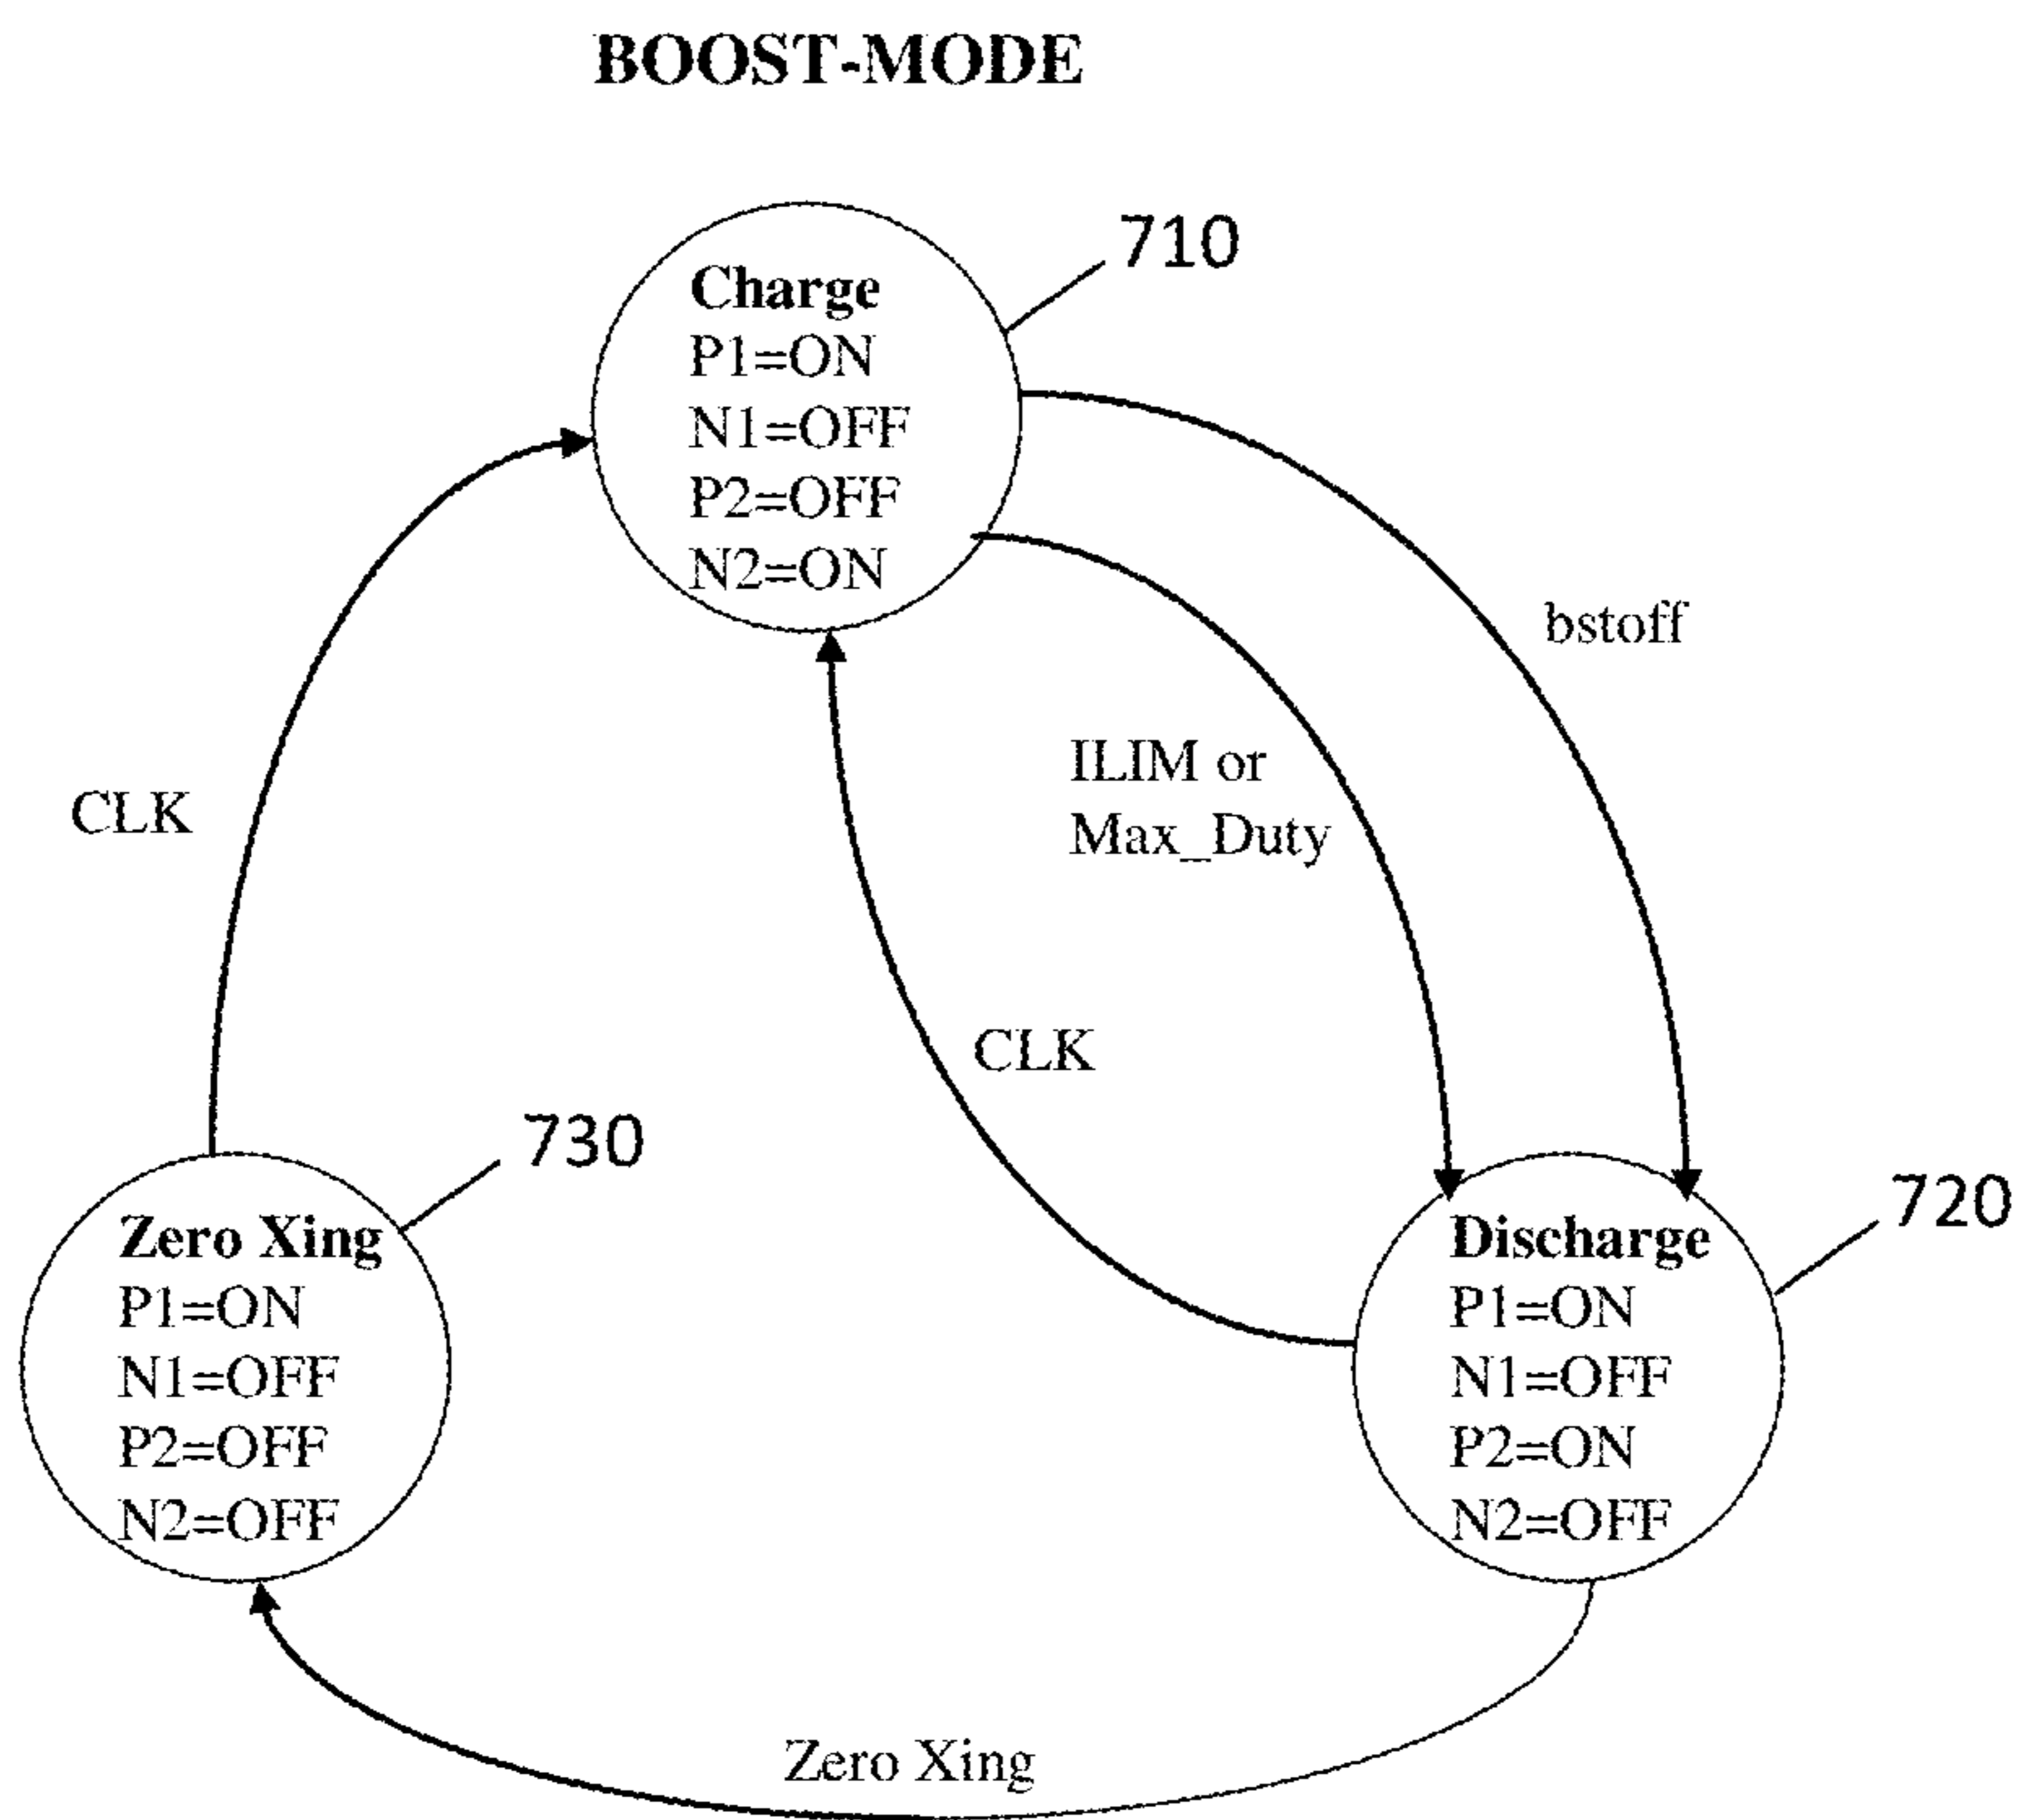 BOOST-MODE
710
Charge
P1=ON
N1=OFF
P2=OFF
N2=ON
bstoff
ILIM or
Max_Duty
CLK
CLK
730
Zero Xing
P1=ON
N1=OFF
P2=OFF
N2=OFF
720
Discharge
P1=ON
N1=OFF
P2=ON
N2=OFF
Zero Xing